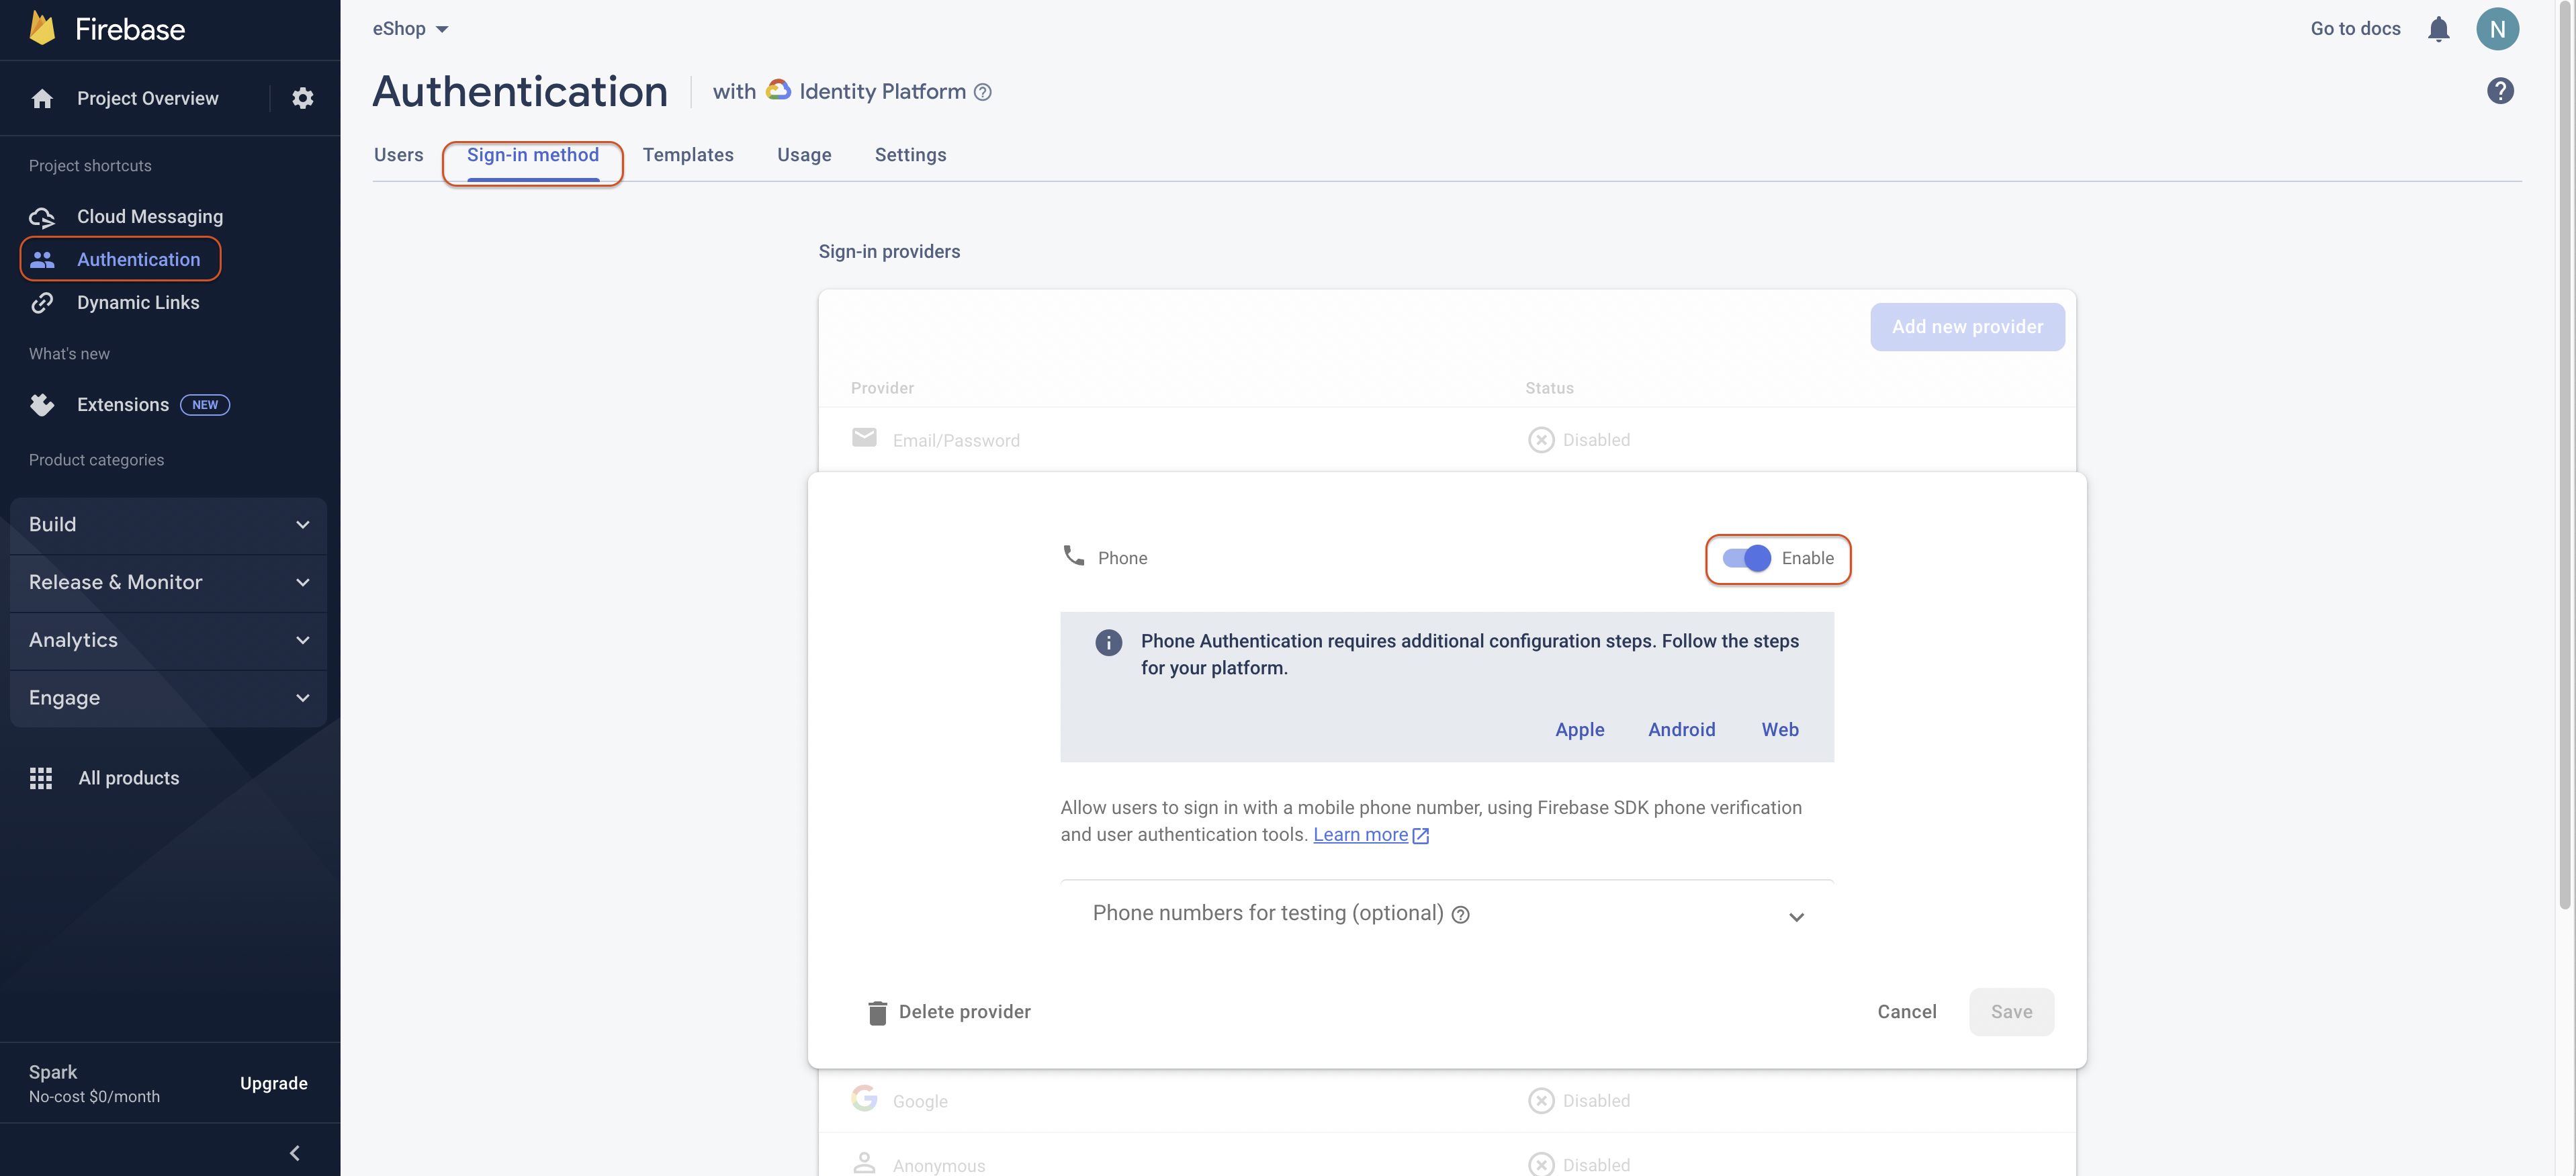 Firebase
Project Overview
Project shortcuts
Cloud Messaging
Authentication
Dynamic Links
What's new
Extensions NEW
Product categories
Build
Release & Monitor
Analytics
Engage
All products
Spark
No-cost $0/month
Upgrade
eShop
Go to docs
N
Authentication with Identity Platform
Users Sign-in method Templates Usage Settings
Sign-in providers
Add new provider
Provider Status
Email/Password Disabled
Phone Enable
Phone Authentication requires additional configuration steps. Follow the steps
for your platform.
Apple Android Web
Allow users to sign in with a mobile phone number, using Firebase SDK phone verification
and user authentication tools. Learn more
Phone numbers for testing (optional)
Delete provider Cancel Save
Google Disabled
Anonymous Disabled